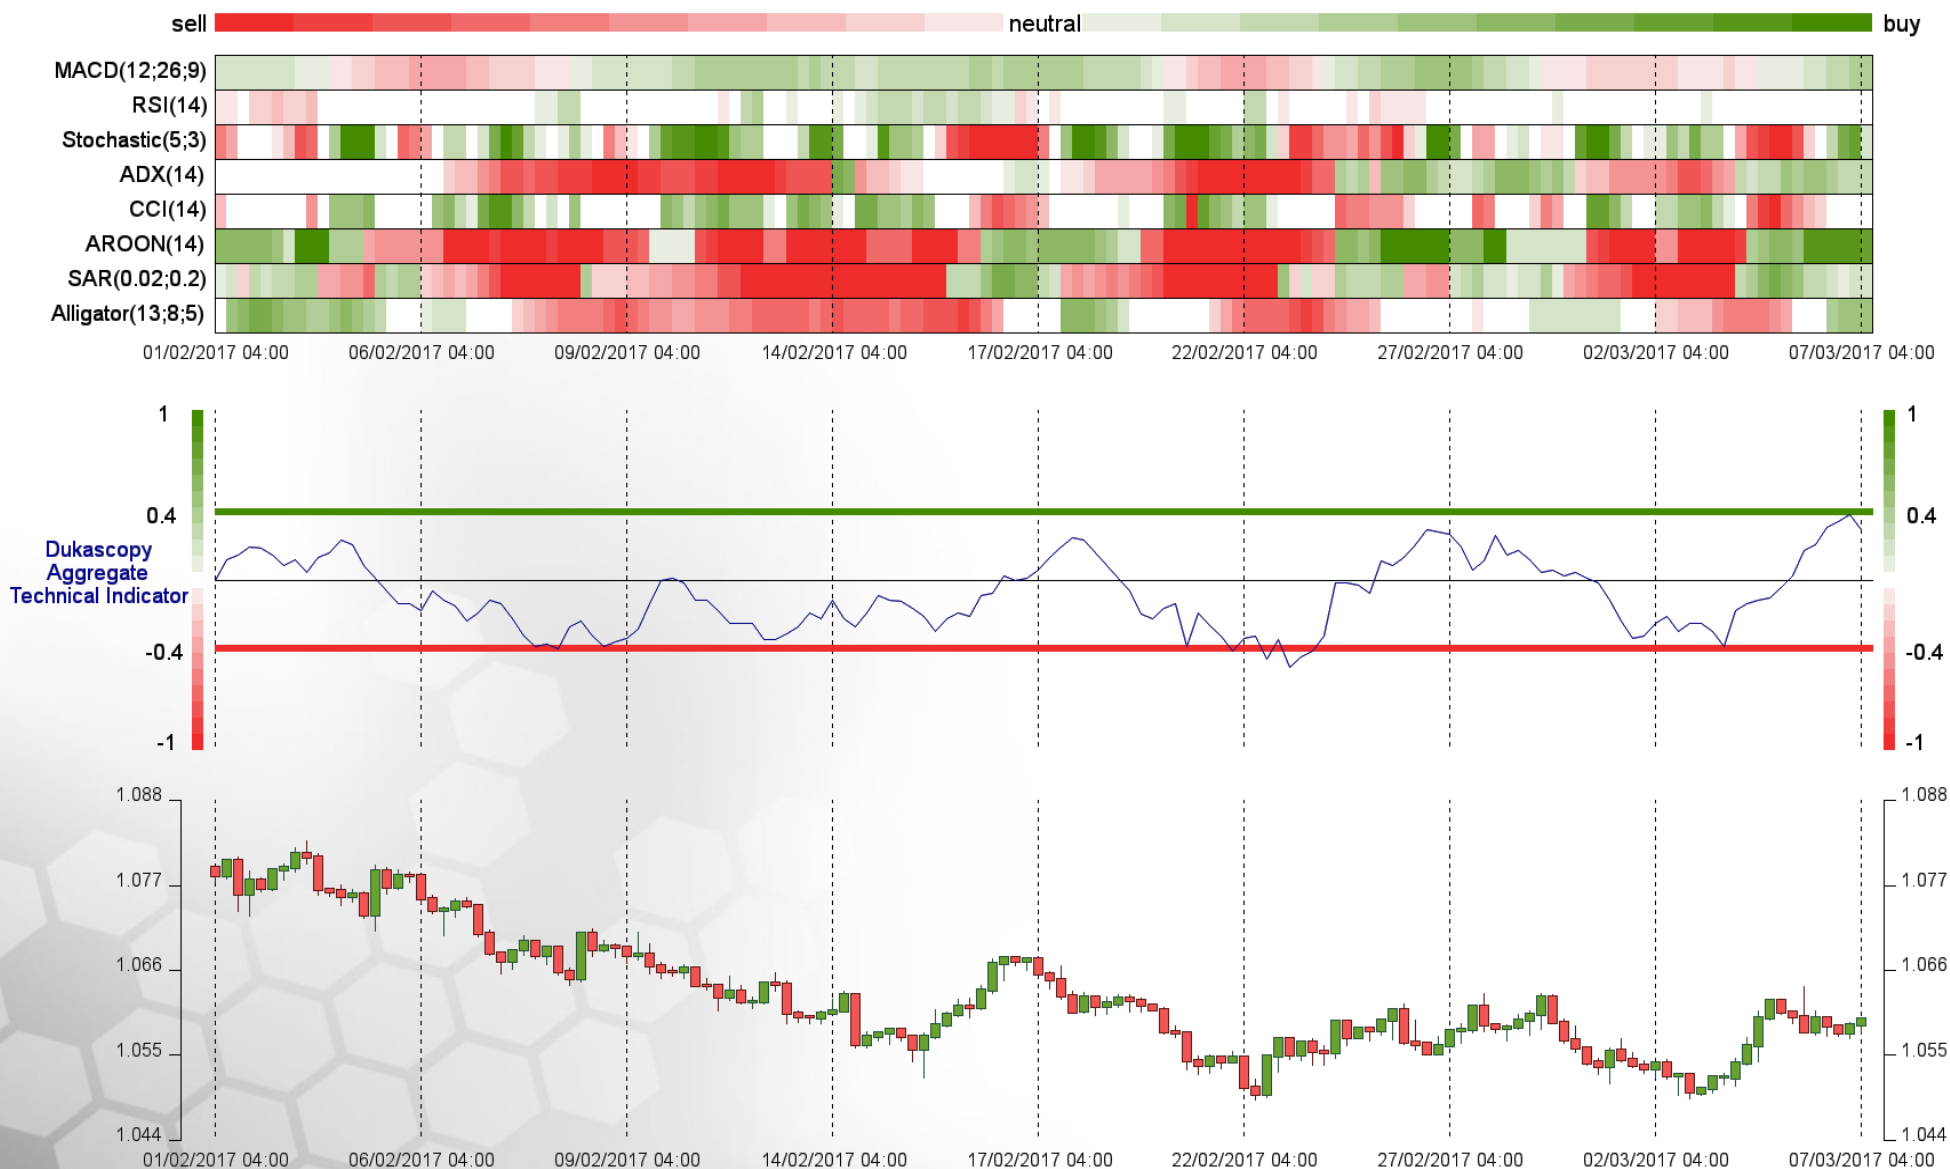 sell neutral buy
MACD(12;26;9)
RSI(14)
Stochastic(5;3)
ADX(14)
CCI(14)
AROON(14)
SAR(0.02;0.2)
Alligator(13;8;5)
01/02/2017 04:00 06/02/2017 04:00 09/02/2017 04:00 14/02/2017 04:00 17/02/2017 04:00 22/02/2017 04:00 27/02/2017 04:00 02/03/2017 04:00 07/03/2017 04:00
1 1
0.4 0.4
Dukascopy
Aggregate
Technical Indicator
-0.4 -0.4
-1 -1
1.088 1.088
1.077 1.077
1.066 1.066
1.055 1.055
1.044 1.044
01/02/2017 04:00 06/02/2017 04:00 09/02/2017 04:00 14/02/2017 04:00 17/02/2017 04:00 22/02/2017 04:00 27/02/2017 04:00 02/03/2017 04:00 07/03/2017 04:00